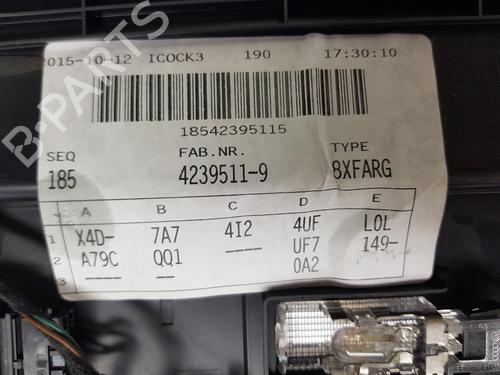 2015-10-12 ICOCK3 190 17:30:10
18542395115
SEQ FAB.NR. TYPE
185 4239511-9 8XFARG
A B C D E
1 X4D- 7A7 4I2 4UF L0L
2 A79C QQ1 ---- UF7 149-
3 ---- ---- 0A2
B-PARTS